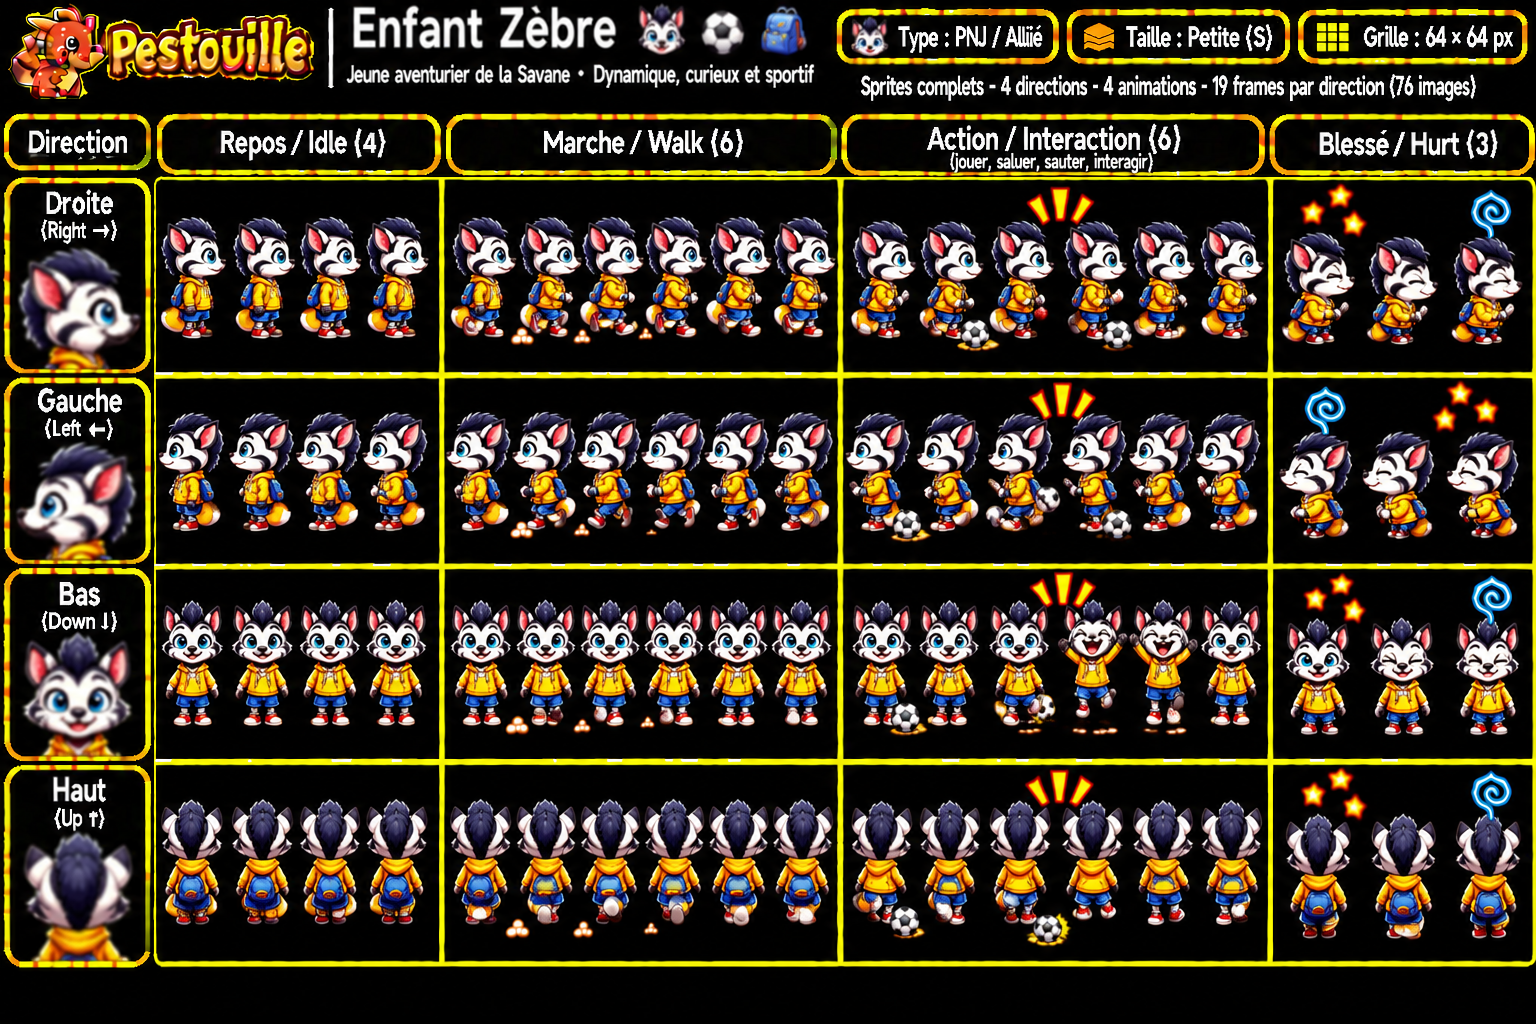 Pestouille
Enfant Zèbre
Jeune aventurier de la Savane • Dynamique, curieux et sportif
Type : PNJ / Alliié
Taille : Petite (S)
Grille : 64 × 64 px
Sprites complets - 4 directions - 4 animations - 19 frames par direction (76 images)
Direction
Repos / Idle (4)
Marche / Walk (6)
Action / Interaction (6)
(jouer, saluer, sauter, interagir)
Blessé / Hurt (3)
Droite
(Right →)
Gauche
(Left ←)
Bas
(Down ↓)
Haut
(Up ↑)